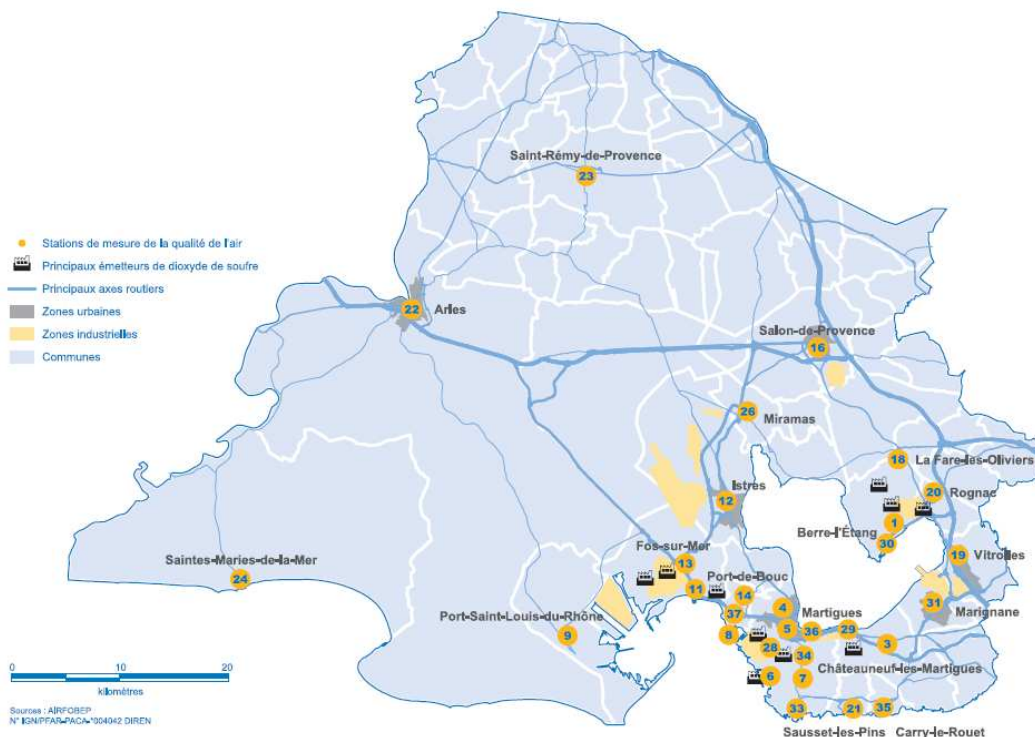 Saint-Rémy-de-Provence
23
Stations de mesure de la qualité de l'air
Principaux émetteurs de dioxyde de soufre
Principaux axes routiers
Zones urbaines
Zones industrielles
Communes
22
Arles
Salon-de-Provence
16
26
Miramas
18
La Fare-les-Oliviers
Istres
12
20
Rognac
1
Berre-l'Étang
30
Saintes-Maries-de-la-Mer
24
Fos-sur-Mer
13
19
Vitrolles
11
Port-de-Bouc
14
31
Marignane
Port-Saint-Louis-du-Rhône
9
37
4
Martigues
8
5
36
29
3
28
34
Châteauneuf-les-Martigues
6
7
33
21
35
Sausset-les-Pins
Carry-le-Rouet
0
10
20
kilomètres
Sources : AIRFOBEP
N° IGN/PFAR-PACA-*004042 DIREN